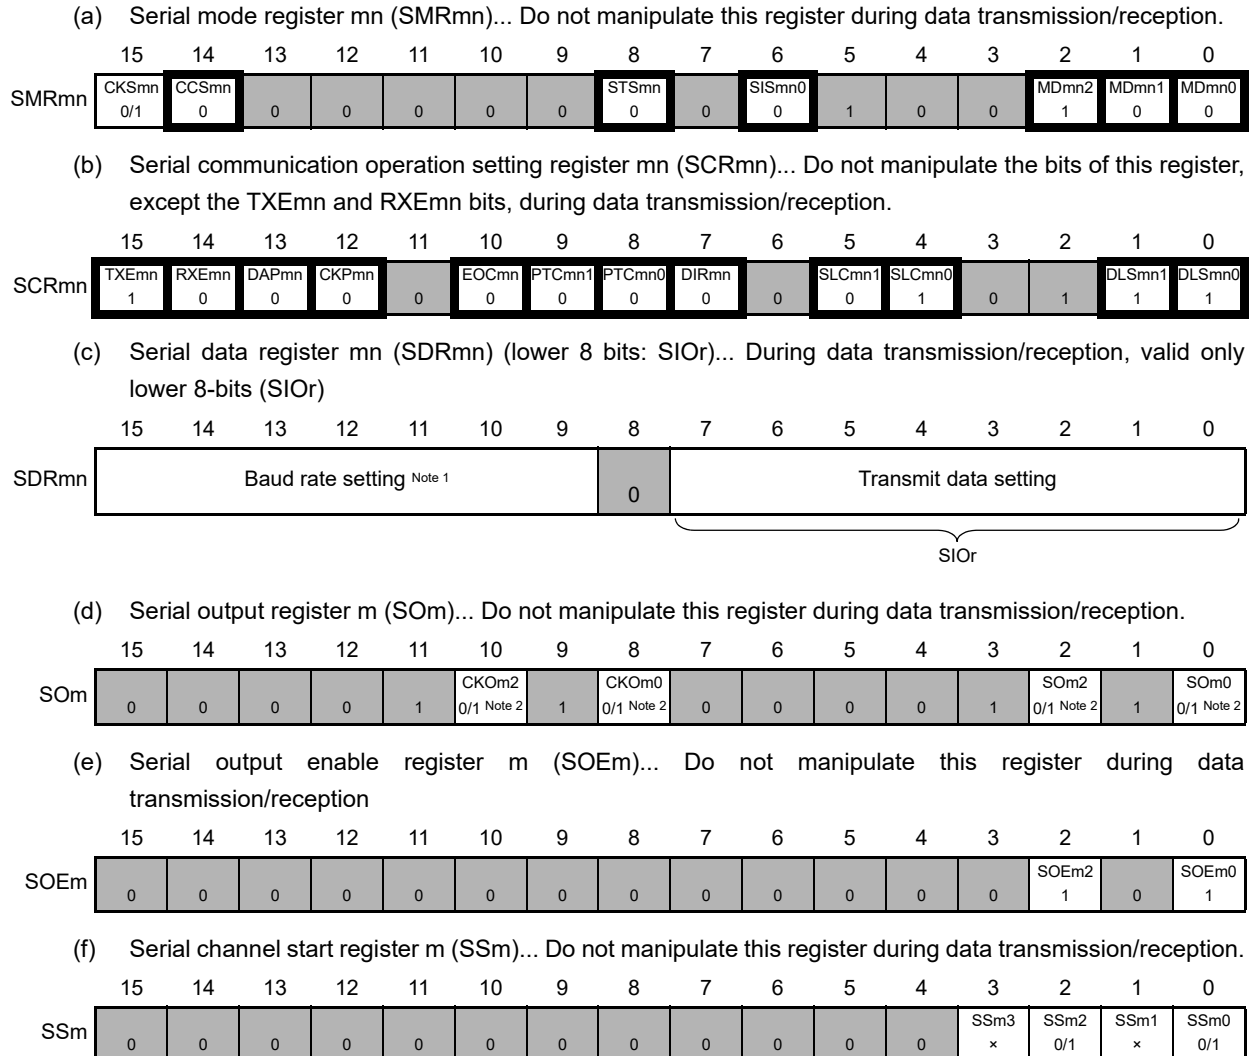 (a) Serial mode register mn (SMRmn)... Do not manipulate this register during data transmission/reception.
15 14 13 12 11 10 9 8 7 6 5 4 3 2 1 0
CKSmn CCSmn STSmn SISmn0 MDmn2 MDmn1 MDmn0
SMRmn
0/1 0 0 0 0 0 0 0 0 0 1 0 0 1 0 0
(b) Serial communication operation setting register mn (SCRmn)... Do not manipulate the bits of this register,
except the TXEmn and RXEmn bits, during data transmission/reception.
15 14 13 12 11 10 9 8 7 6 5 4 3 2 1 0
TXEmn RXEmn DAPmn CKPmn EOCmn PTCmn1 PTCmn0 DIRmn SLCmn1 SLCmn0 DLSmn1 DLSmn0
SCRmn
1 0 0 0 0 0 0 0 0 0 0 1 0 1 1 1
(c) Serial data register mn (SDRmn) (lower 8 bits: SIOr)... During data transmission/reception, valid only
lower 8-bits (SIOr)
15 14 13 12 11 10 9 8 7 6 5 4 3 2 1 0
SDRmn Baud rate setting Note 1 Transmit data setting
0
SIOr
(d) Serial output register m (SOm)... Do not manipulate this register during data transmission/reception.
15 14 13 12 11 10 9 8 7 6 5 4 3 2 1 0
CKOm2 CKOm0 SOm2 SOm0
SOm
0 0 0 0 1 0/1 Note 2 1 0/1 Note 2 0 0 0 0 1 0/1 Note 2 1 0/1 Note 2
(e) Serial output enable register m (SOEm)... Do not manipulate this register during data
transmission/reception
15 14 13 12 11 10 9 8 7 6 5 4 3 2 1 0
SOEm2 SOEm0
SOEm
0 0 0 0 0 0 0 0 0 0 0 0 0 1 0 1
(f) Serial channel start register m (SSm)... Do not manipulate this register during data transmission/reception.
15 14 13 12 11 10 9 8 7 6 5 4 3 2 1 0
SSm3 SSm2 SSm1 SSm0
SSm
0 0 0 0 0 0 0 0 0 0 0 0 × 0/1 × 0/1